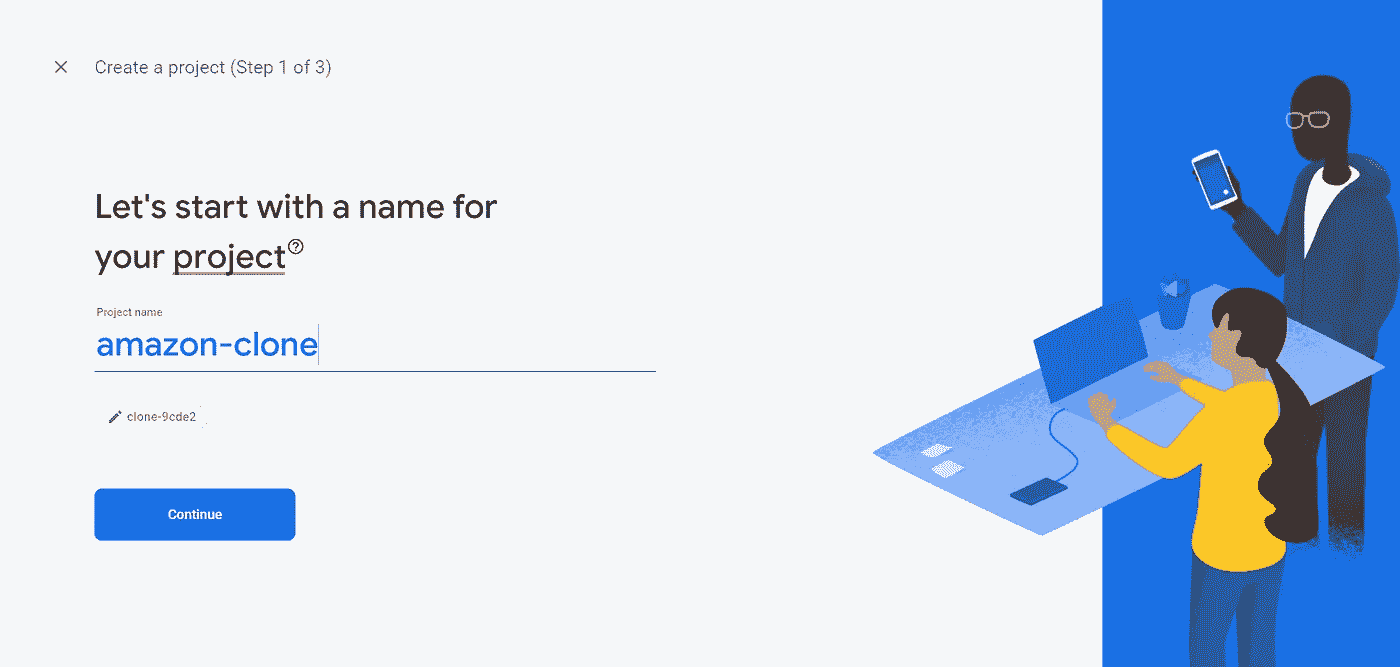 Create a project (Step 1 of 3)
Let's start with a name for
your project
Project name
amazon-clone
clone-9cde2
Continue